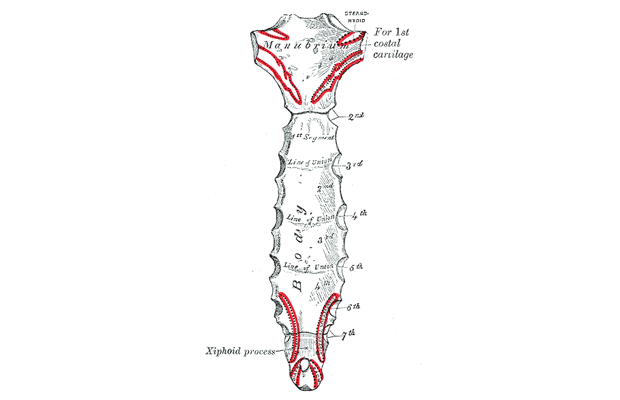 STERNO-
HYOID
For 1st
costal
cartilage
Manubrium
2nd
1st Segment
Line of Union
3rd
2nd
Line of Union
4th
3rd
Line of Union
5th
4th
Body
6th
7th
Xiphoid process